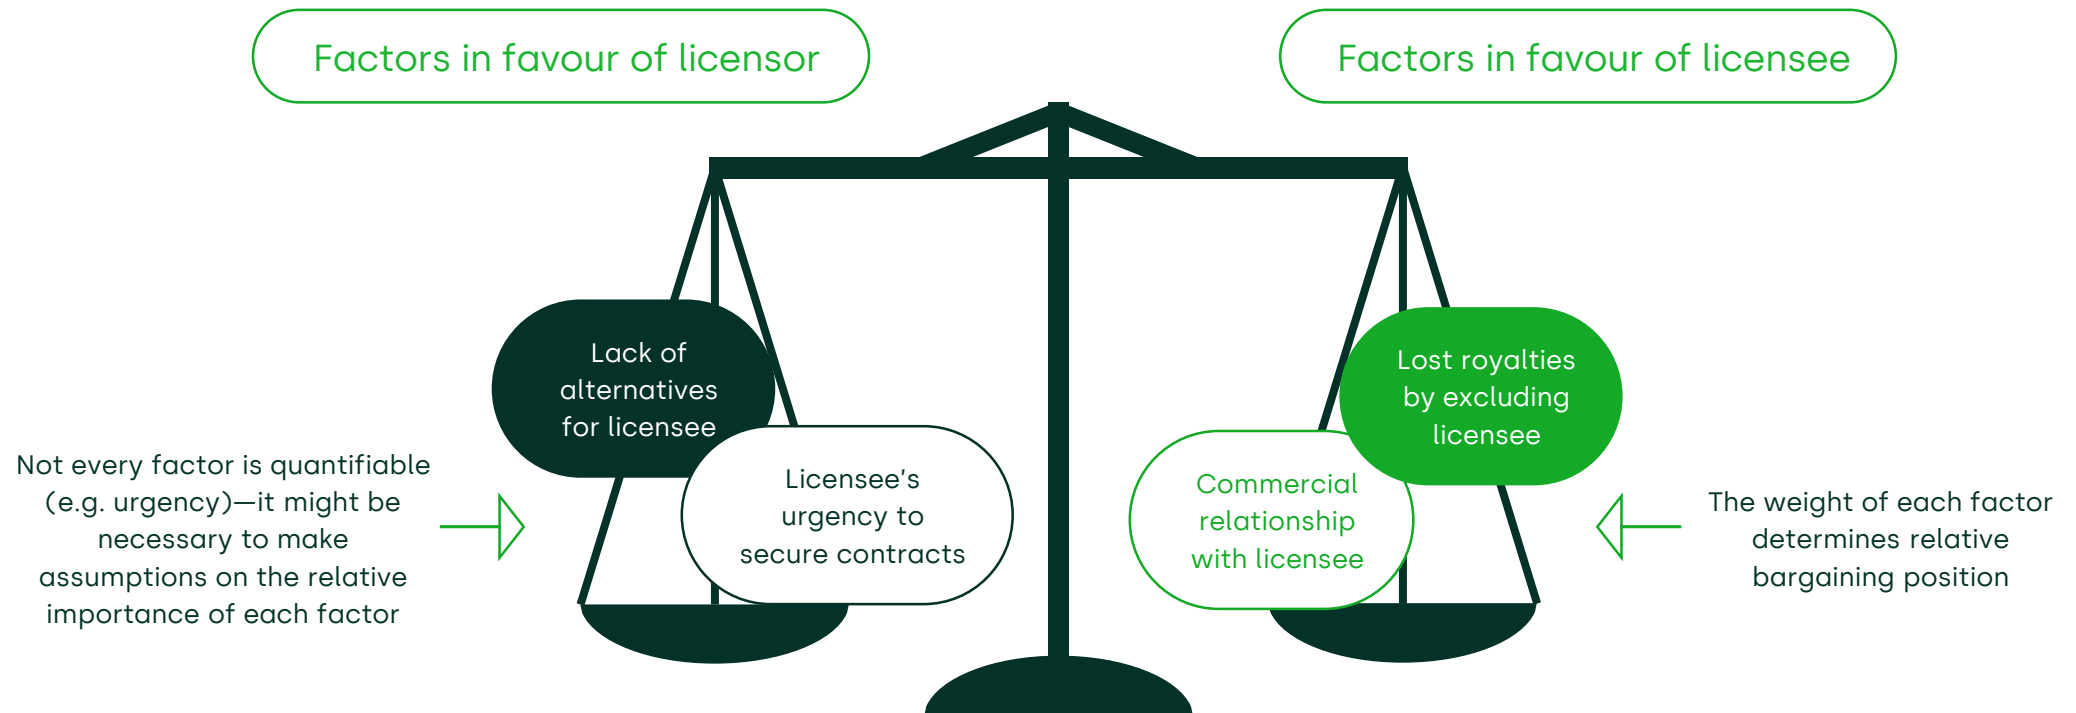 Factors in favour of licensor
Factors in favour of licensee
Lack of
alternatives
for licensee
Licensee's
urgency to
secure contracts
Lost royalties
by excluding
licensee
Commercial
relationship
with licensee
Not every factor is quantifiable
(e.g. urgency)—it might be
necessary to make
assumptions on the relative
importance of each factor
The weight of each factor
determines relative
bargaining position